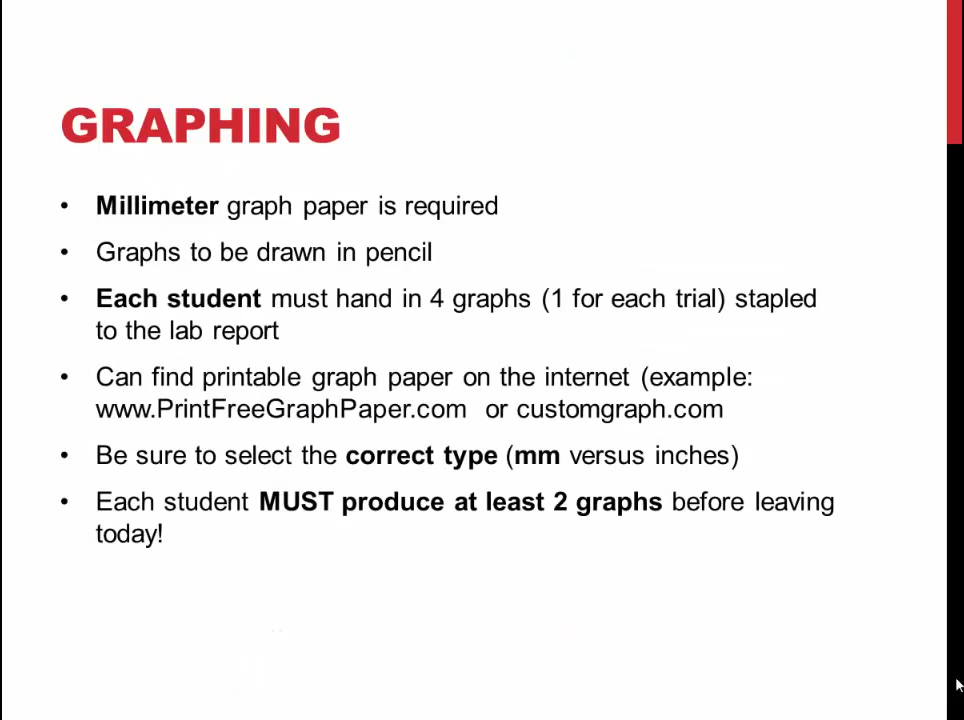 GRAPHING
• Millimeter graph paper is required
• Graphs to be drawn in pencil
• Each student must hand in 4 graphs (1 for each trial) stapled
to the lab report
• Can find printable graph paper on the internet (example:
www.PrintFreeGraphPaper.com or customgraph.com
• Be sure to select the correct type (mm versus inches)
• Each student MUST produce at least 2 graphs before leaving
today!